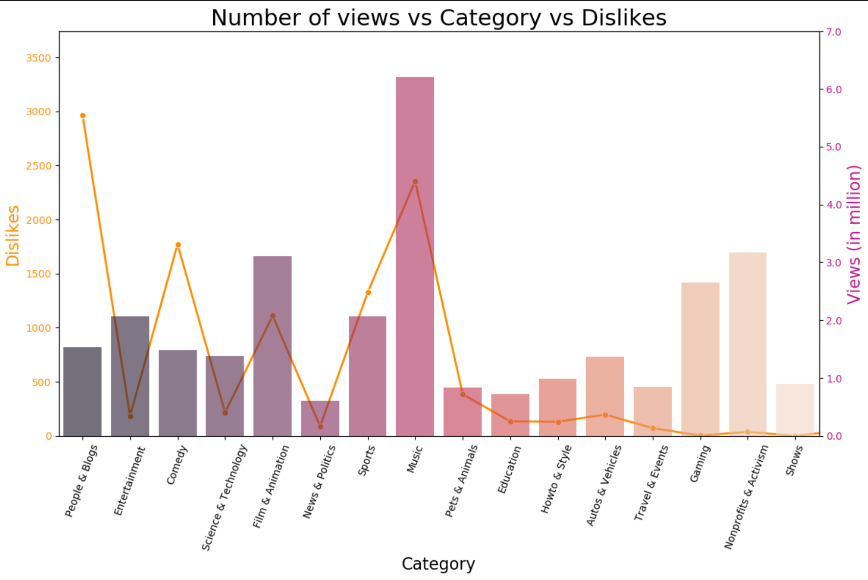 Number of views vs Category vs Dislikes
Dislikes
3500
3000
2500
2000
1500
1000
500
0
7.0
6.0
5.0
4.0
3.0
2.0
1.0
0.0
Views (in million)
People & Blogs
Entertainment
Comedy
Science & Technology
Film & Animation
News & Politics
Sports
Music
Pets & Animals
Education
Howto & Style
Autos & Vehicles
Travel & Events
Gaming
Nonprofits & Activism
Shows
Category